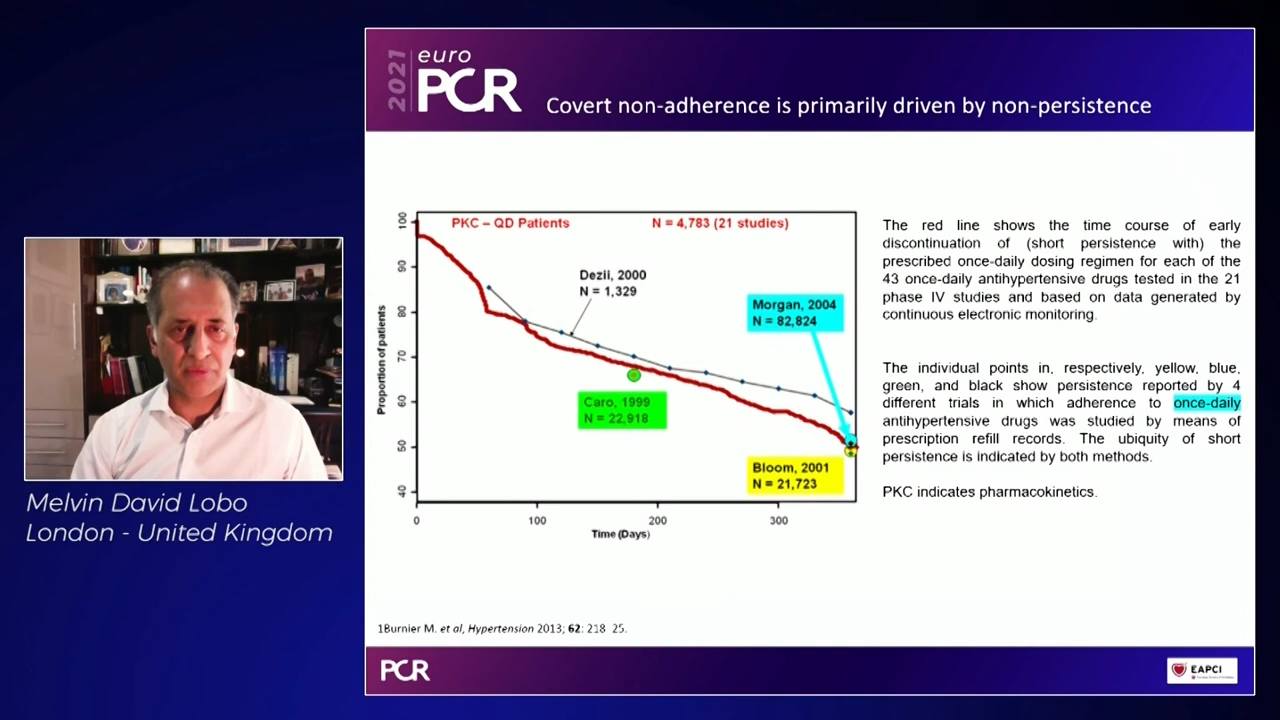 2021
euro
PCR
Covert non-adherence is primarily driven by non-persistence
PKC – QD Patients
N = 4,783 (21 studies)
Dezii, 2000
N = 1,329
Morgan, 2004
N = 82,824
Caro, 1999
N = 22,918
Bloom, 2001
N = 21,723
Proportion of patients
100
90
80
70
60
50
40
0
100
200
300
Time (Days)
The red line shows the time course of early
discontinuation of (short persistence with) the
prescribed once-daily dosing regimen for each of the
43 once-daily antihypertensive drugs tested in the 21
phase IV studies and based on data generated by
continuous electronic monitoring.
The individual points in, respectively, yellow, blue,
green, and black show persistence reported by 4
different trials in which adherence to once-daily
antihypertensive drugs was studied by means of
prescription refill records. The ubiquity of short
persistence is indicated by both methods.
PKC indicates pharmacokinetics.
Melvin David Lobo
London - United Kingdom
1Burnier M. et al, Hypertension 2013; 62: 218 25.
PCR
EAPCI